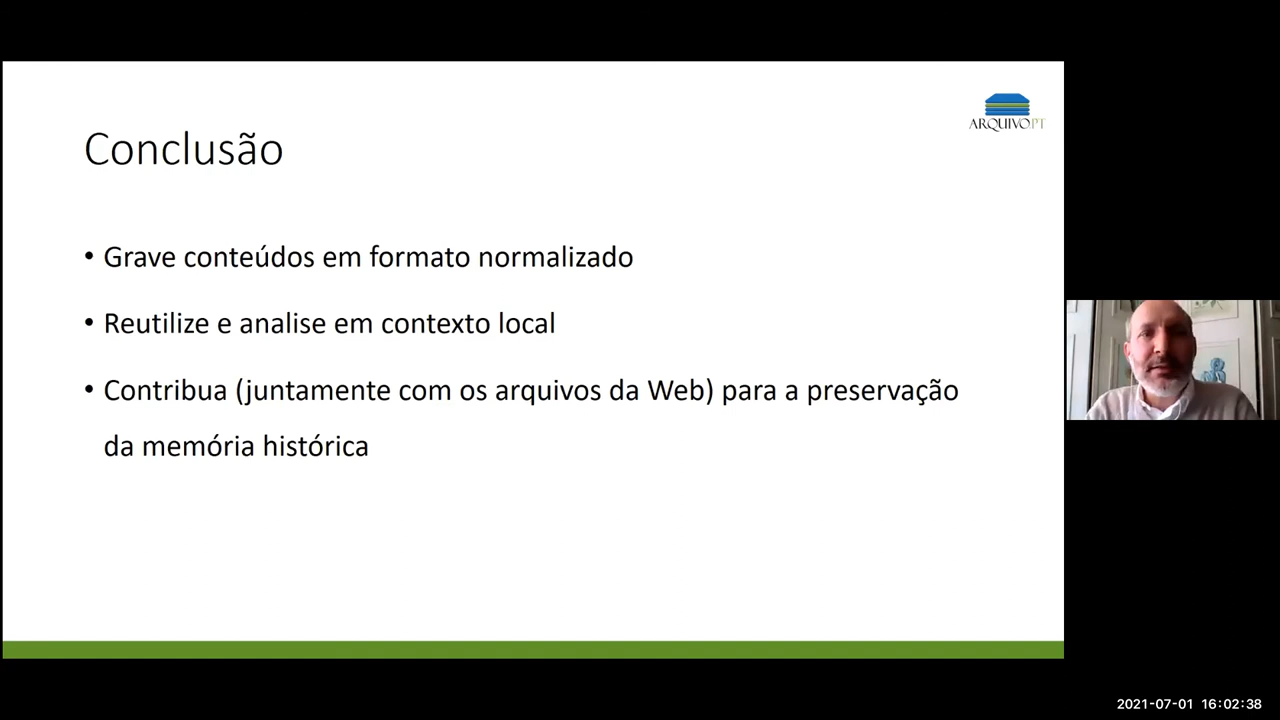 ARQUIVO.PT
Conclusão
• Grave conteúdos em formato normalizado
• Reutilize e analise em contexto local
• Contribua (juntamente com os arquivos da Web) para a preservação
da memória histórica
2021-07-01 16:02:38